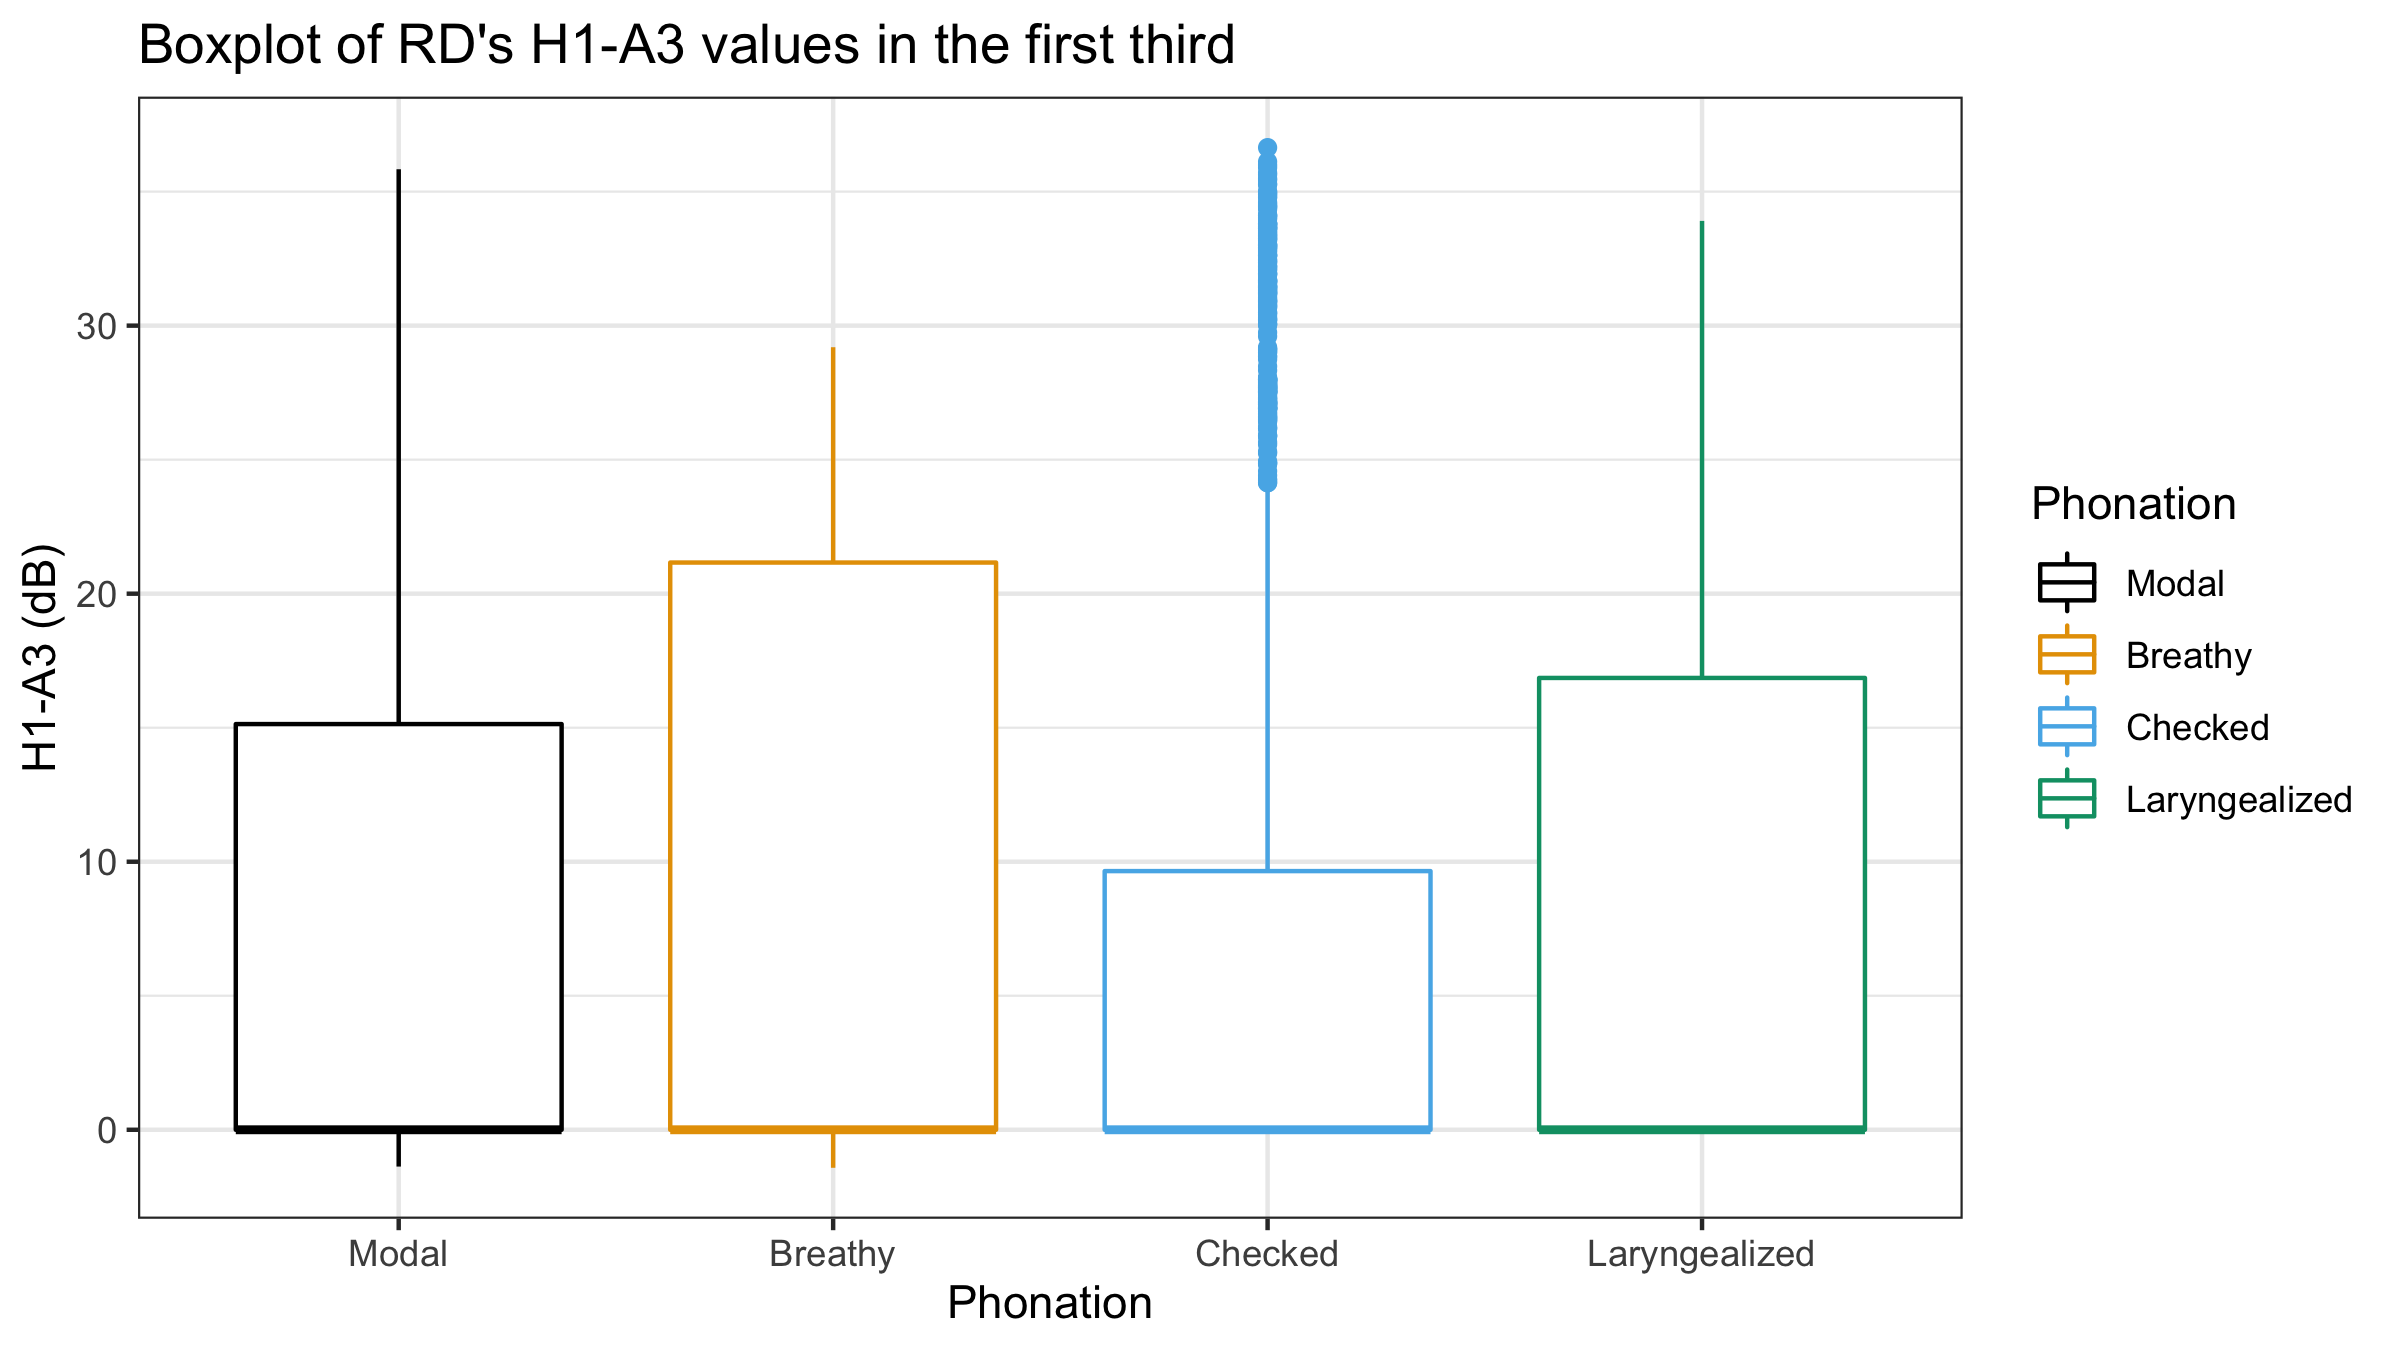 Boxplot of RD's H1-A3 values in the first third
H1-A3 (dB)
30
20
10
0
Modal
Breathy
Checked
Laryngealized
Phonation
Phonation
Modal
Breathy
Checked
Laryngealized